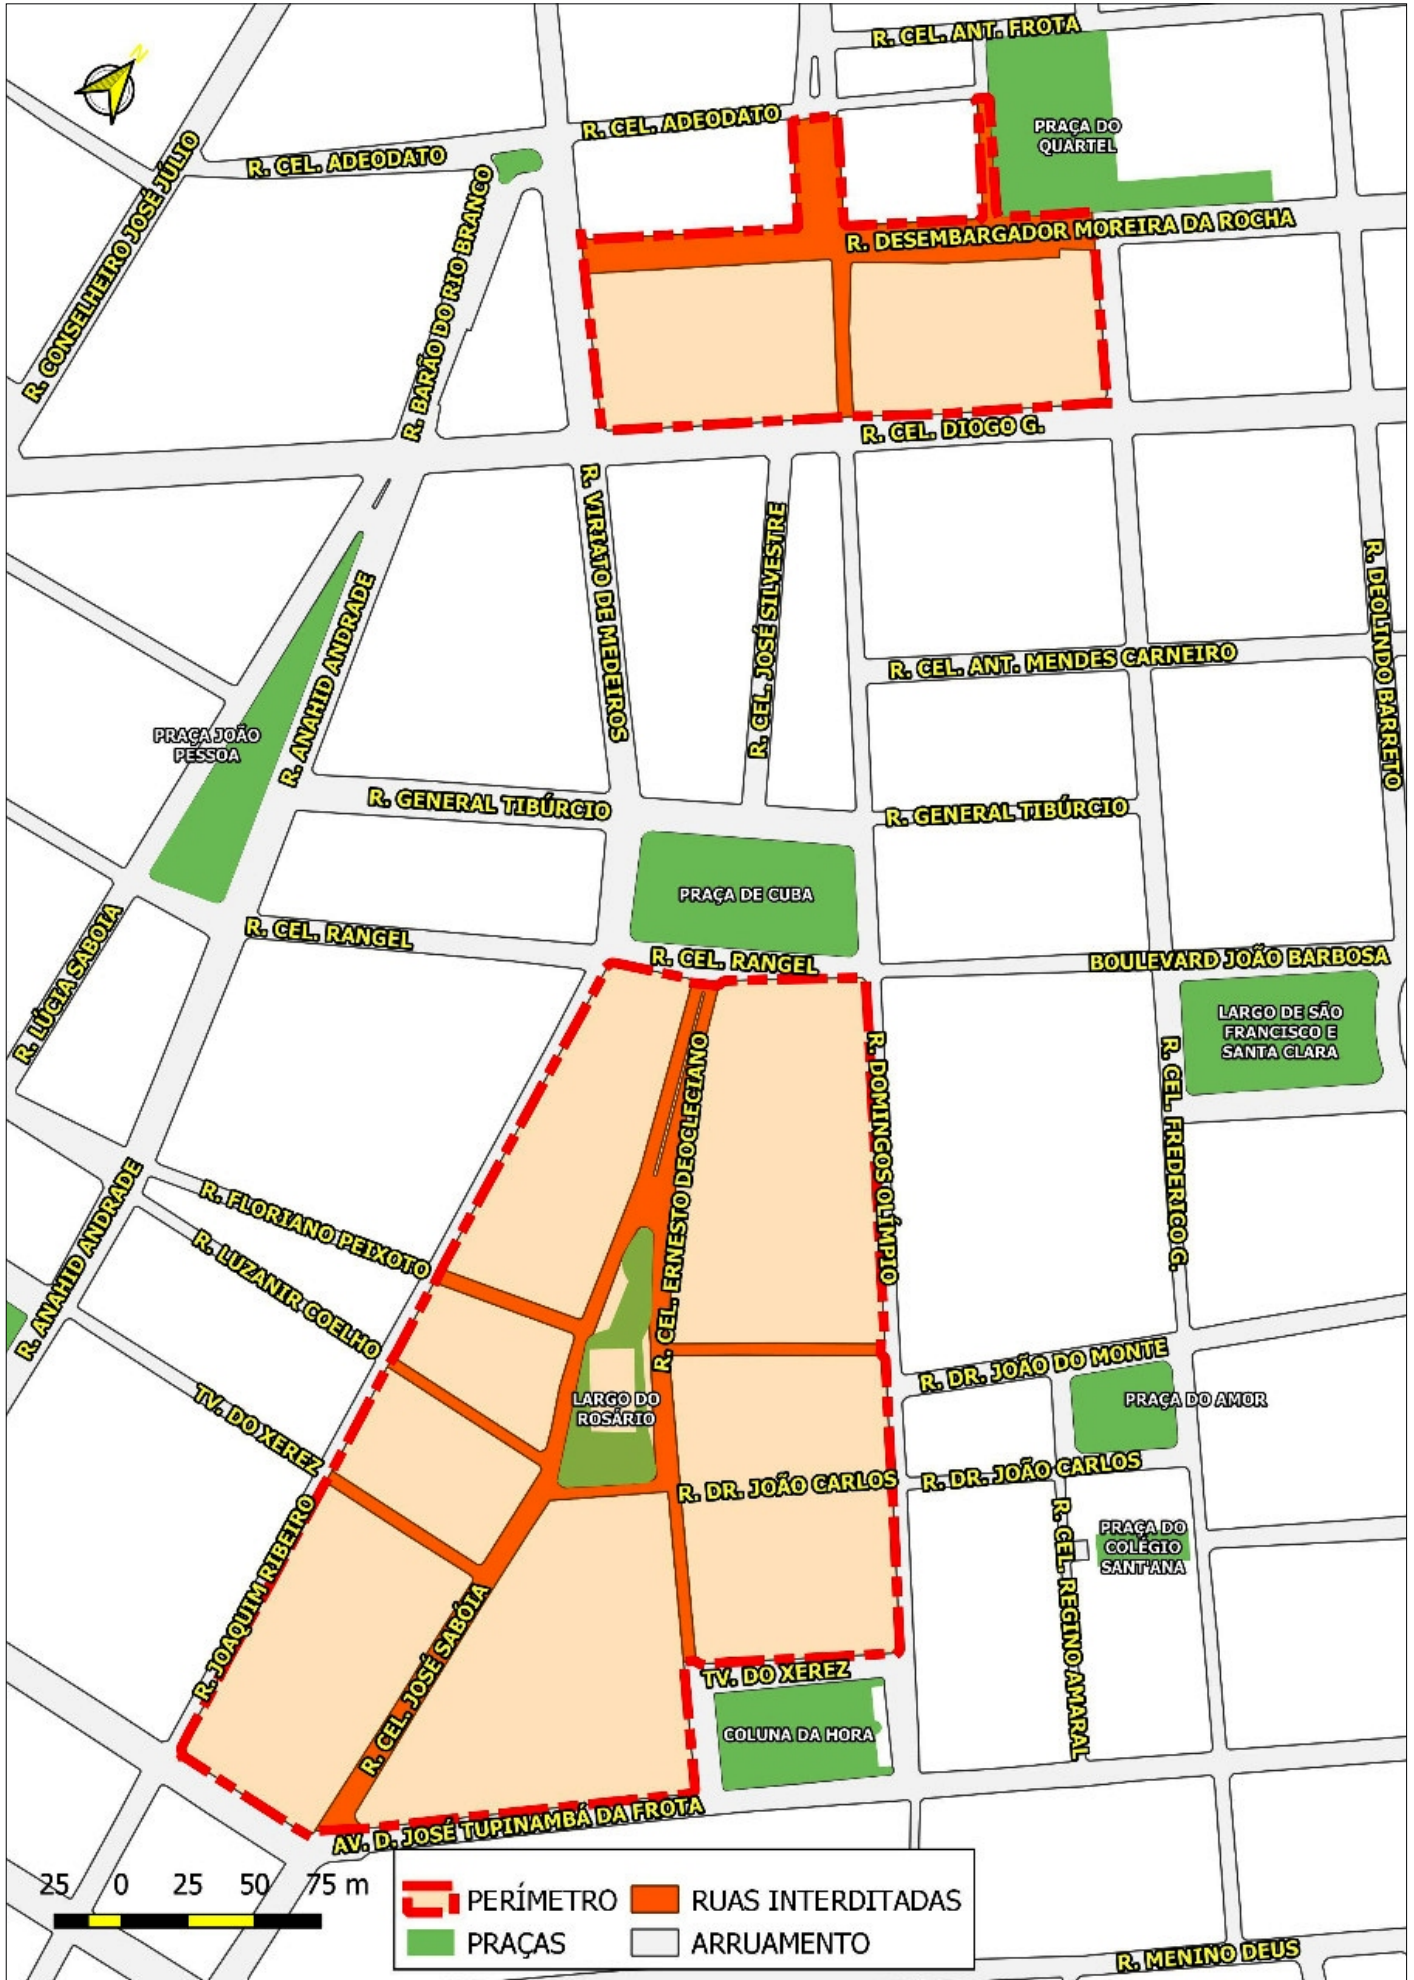 N
R. CEL. ANT. FROTA
R. CEL. ADEODATO
R. CEL. ADEODATO
PRAÇA DO
QUARTEL
R. CONSELHEIRO JOSÉ JÚLIO
R. BARÃO DO RIO BRANCO
R. DESEMBARGADOR MOREIRA DA ROCHA
R. CEL. DIOGO G.
R. VIRIATO DE MEDEIROS
R. CEL. JOSÉ SILVESTRE
R. DEOLINDO BARRETO
R. ANAHID ANDRADE
R. CEL. ANT. MENDES CARNEIRO
PRAÇA JOÃO
PESSOA
R. GENERAL TIBÚRCIO
R. GENERAL TIBÚRCIO
PRAÇA DE CUBA
R. CEL. RANGEL
R. CEL. RANGEL
BOULEVARD JOÃO BARBOSA
R. LÚCIA SABOIA
LARGO DE SÃO
FRANCISCO E
SANTA CLARA
R. CEL. ERNESTO DEOCLECIANO
R. DOMINGOS OLÍMPIO
R. CEL. FREDERICO G.
R. ANAHID ANDRADE
R. FLORIANO PEIXOTO
R. LUZANIR COELHO
R. DR. JOÃO DO MONTE
TV. DO XEREZ
LARGO DO
ROSÁRIO
PRAÇA DO AMOR
R. DR. JOÃO CARLOS
R. DR. JOÃO CARLOS
R. JOAQUIM RIBEIRO
R. CEL. REGINO AMARAL
PRAÇA DO
COLÉGIO
SANT'ANA
R. CEL. JOSÉ SABÓIA
TV. DO XEREZ
COLUNA DA HORA
AV. D. JOSÉ TUPINAMBÁ DA FROTA
25 0 25 50 75 m
PERÍMETRO
RUAS INTERDITADAS
PRAÇAS
ARRUAMENTO
R. MENINO DEUS